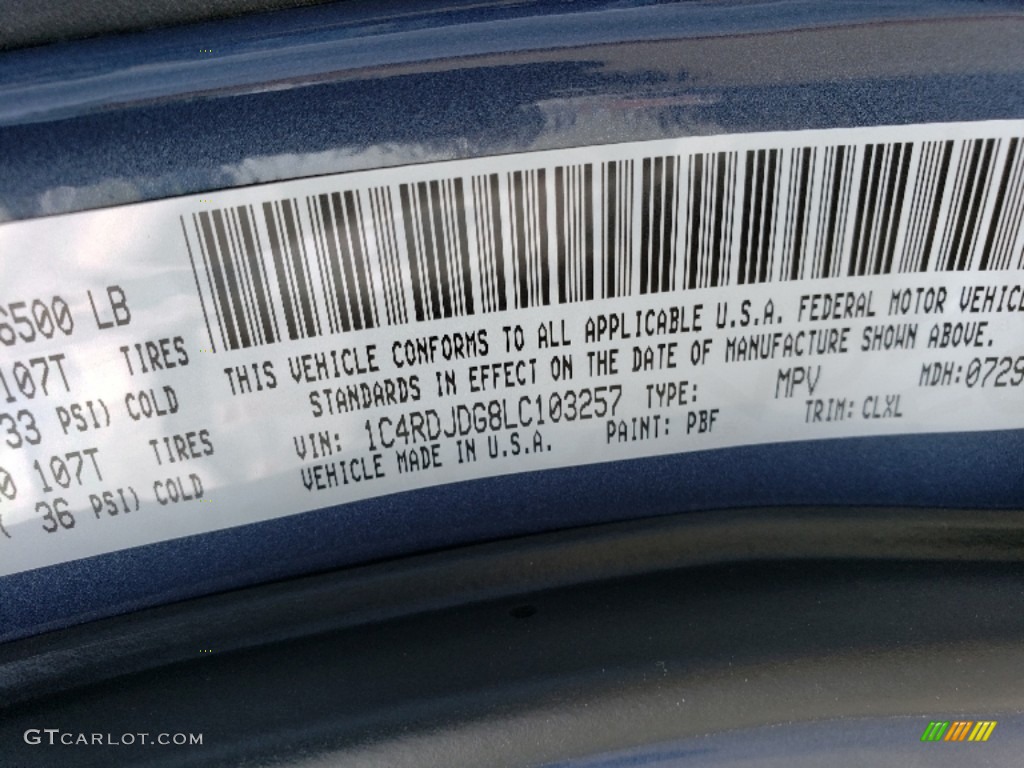 6500 LB
107T TIRES
33 PSI) COLD
0 107T TIRES
( 36 PSI) COLD
THIS VEHICLE CONFORMS TO ALL APPLICABLE U.S.A. FEDERAL MOTOR VEHICL
STANDARDS IN EFFECT ON THE DATE OF MANUFACTURE SHOWN ABOVE.
VIN: 1C4RDJDG8LC103257 TYPE: MPV MDH:0729
VEHICLE MADE IN U.S.A. PAINT: PBF TRIM: CLXL
GTCARLOT.COM